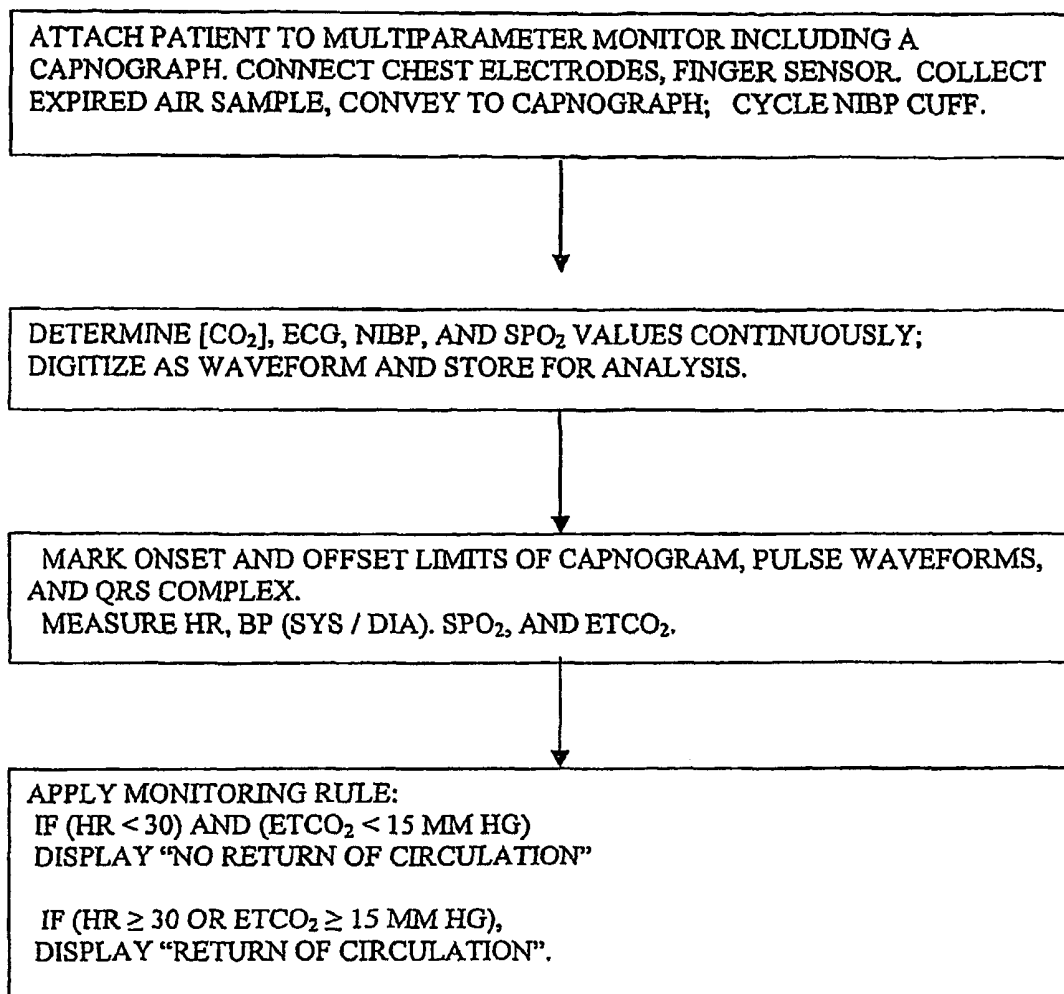 ATTACH PATIENT TO MULTIPARAMETER MONITOR INCLUDING A
CAPNOGRAPH. CONNECT CHEST ELECTRODES, FINGER SENSOR. COLLECT
EXPIRED AIR SAMPLE, CONVEY TO CAPNOGRAPH; CYCLE NIBP CUFF.
DETERMINE [CO₂], ECG, NIBP, AND SPO₂ VALUES CONTINUOUSLY;
DIGITIZE AS WAVEFORM AND STORE FOR ANALYSIS.
MARK ONSET AND OFFSET LIMITS OF CAPNOGRAM, PULSE WAVEFORMS,
AND QRS COMPLEX.
MEASURE HR, BP (SYS / DIA). SPO₂, AND ETCO₂.
APPLY MONITORING RULE:
IF (HR < 30) AND (ETCO₂ < 15 MM HG)
DISPLAY “NO RETURN OF CIRCULATION”
IF (HR ≥ 30 OR ETCO₂ ≥ 15 MM HG),
DISPLAY “RETURN OF CIRCULATION”.